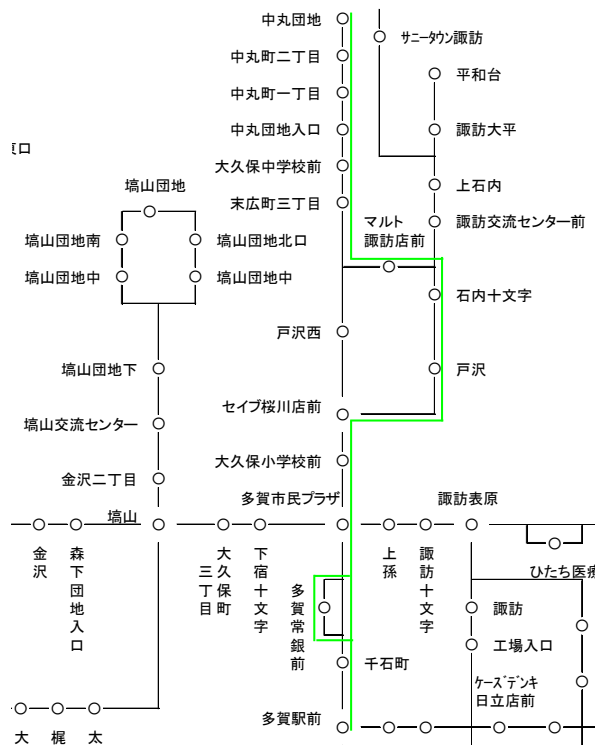 中丸団地
サニータウン諏訪
中丸町二丁目
平和台
中丸町一丁目
中丸団地入口
諏訪大平
東口
大久保中学校前
塙山団地
上石内
末広町三丁目
マルト
諏訪店前
諏訪交流センター前
塙山団地南
塙山団地北口
塙山団地中
塙山団地中
石内十文字
戸沢西
塙山団地下
戸沢
セイブ桜川店前
塙山交流センター
大久保小学校前
金沢二丁目
塙山
多賀市民プラザ
諏訪表原
金沢
森下団地入口
大久保町
三丁目
下宿十文字
上孫
諏訪十文字
ひたち医療
多賀常銀前
諏訪
工場入口
千石町
ケーズデンキ
日立店前
多賀駅前
大
梶
太